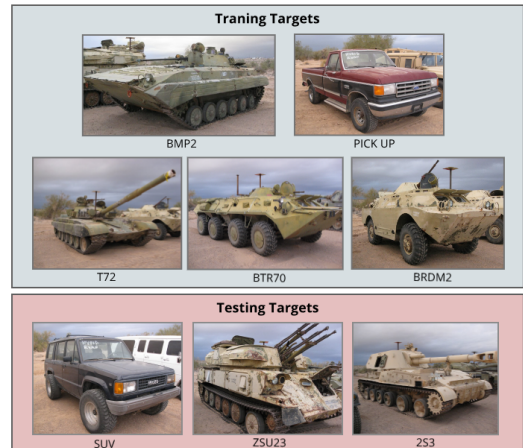 Traning Targets
BMP2
PICK UP
T72
BTR70
BRDM2
Testing Targets
SUV
ZSU23
2S3